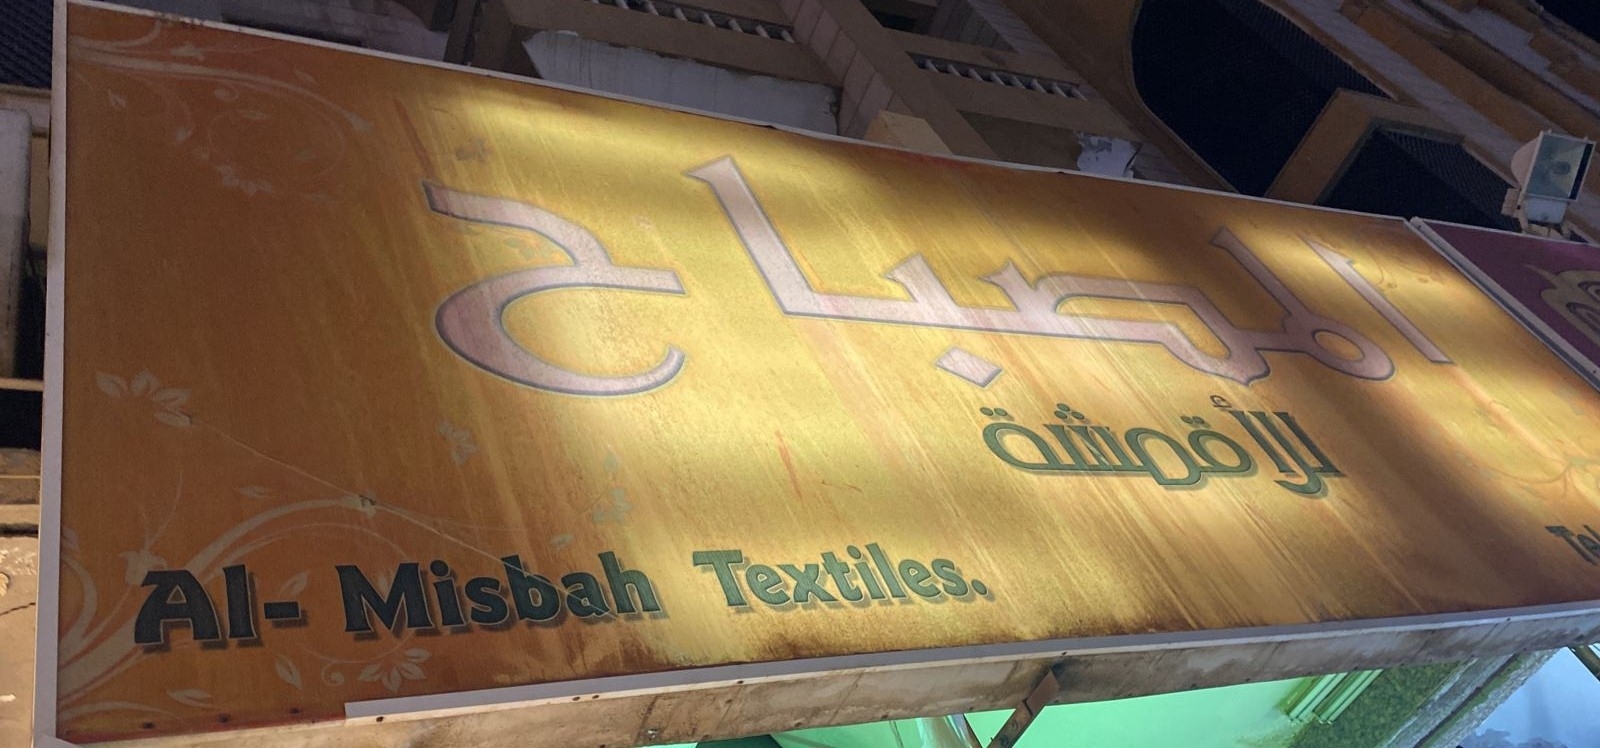 المصباح
للأقمشة
Al- Misbah Textiles.